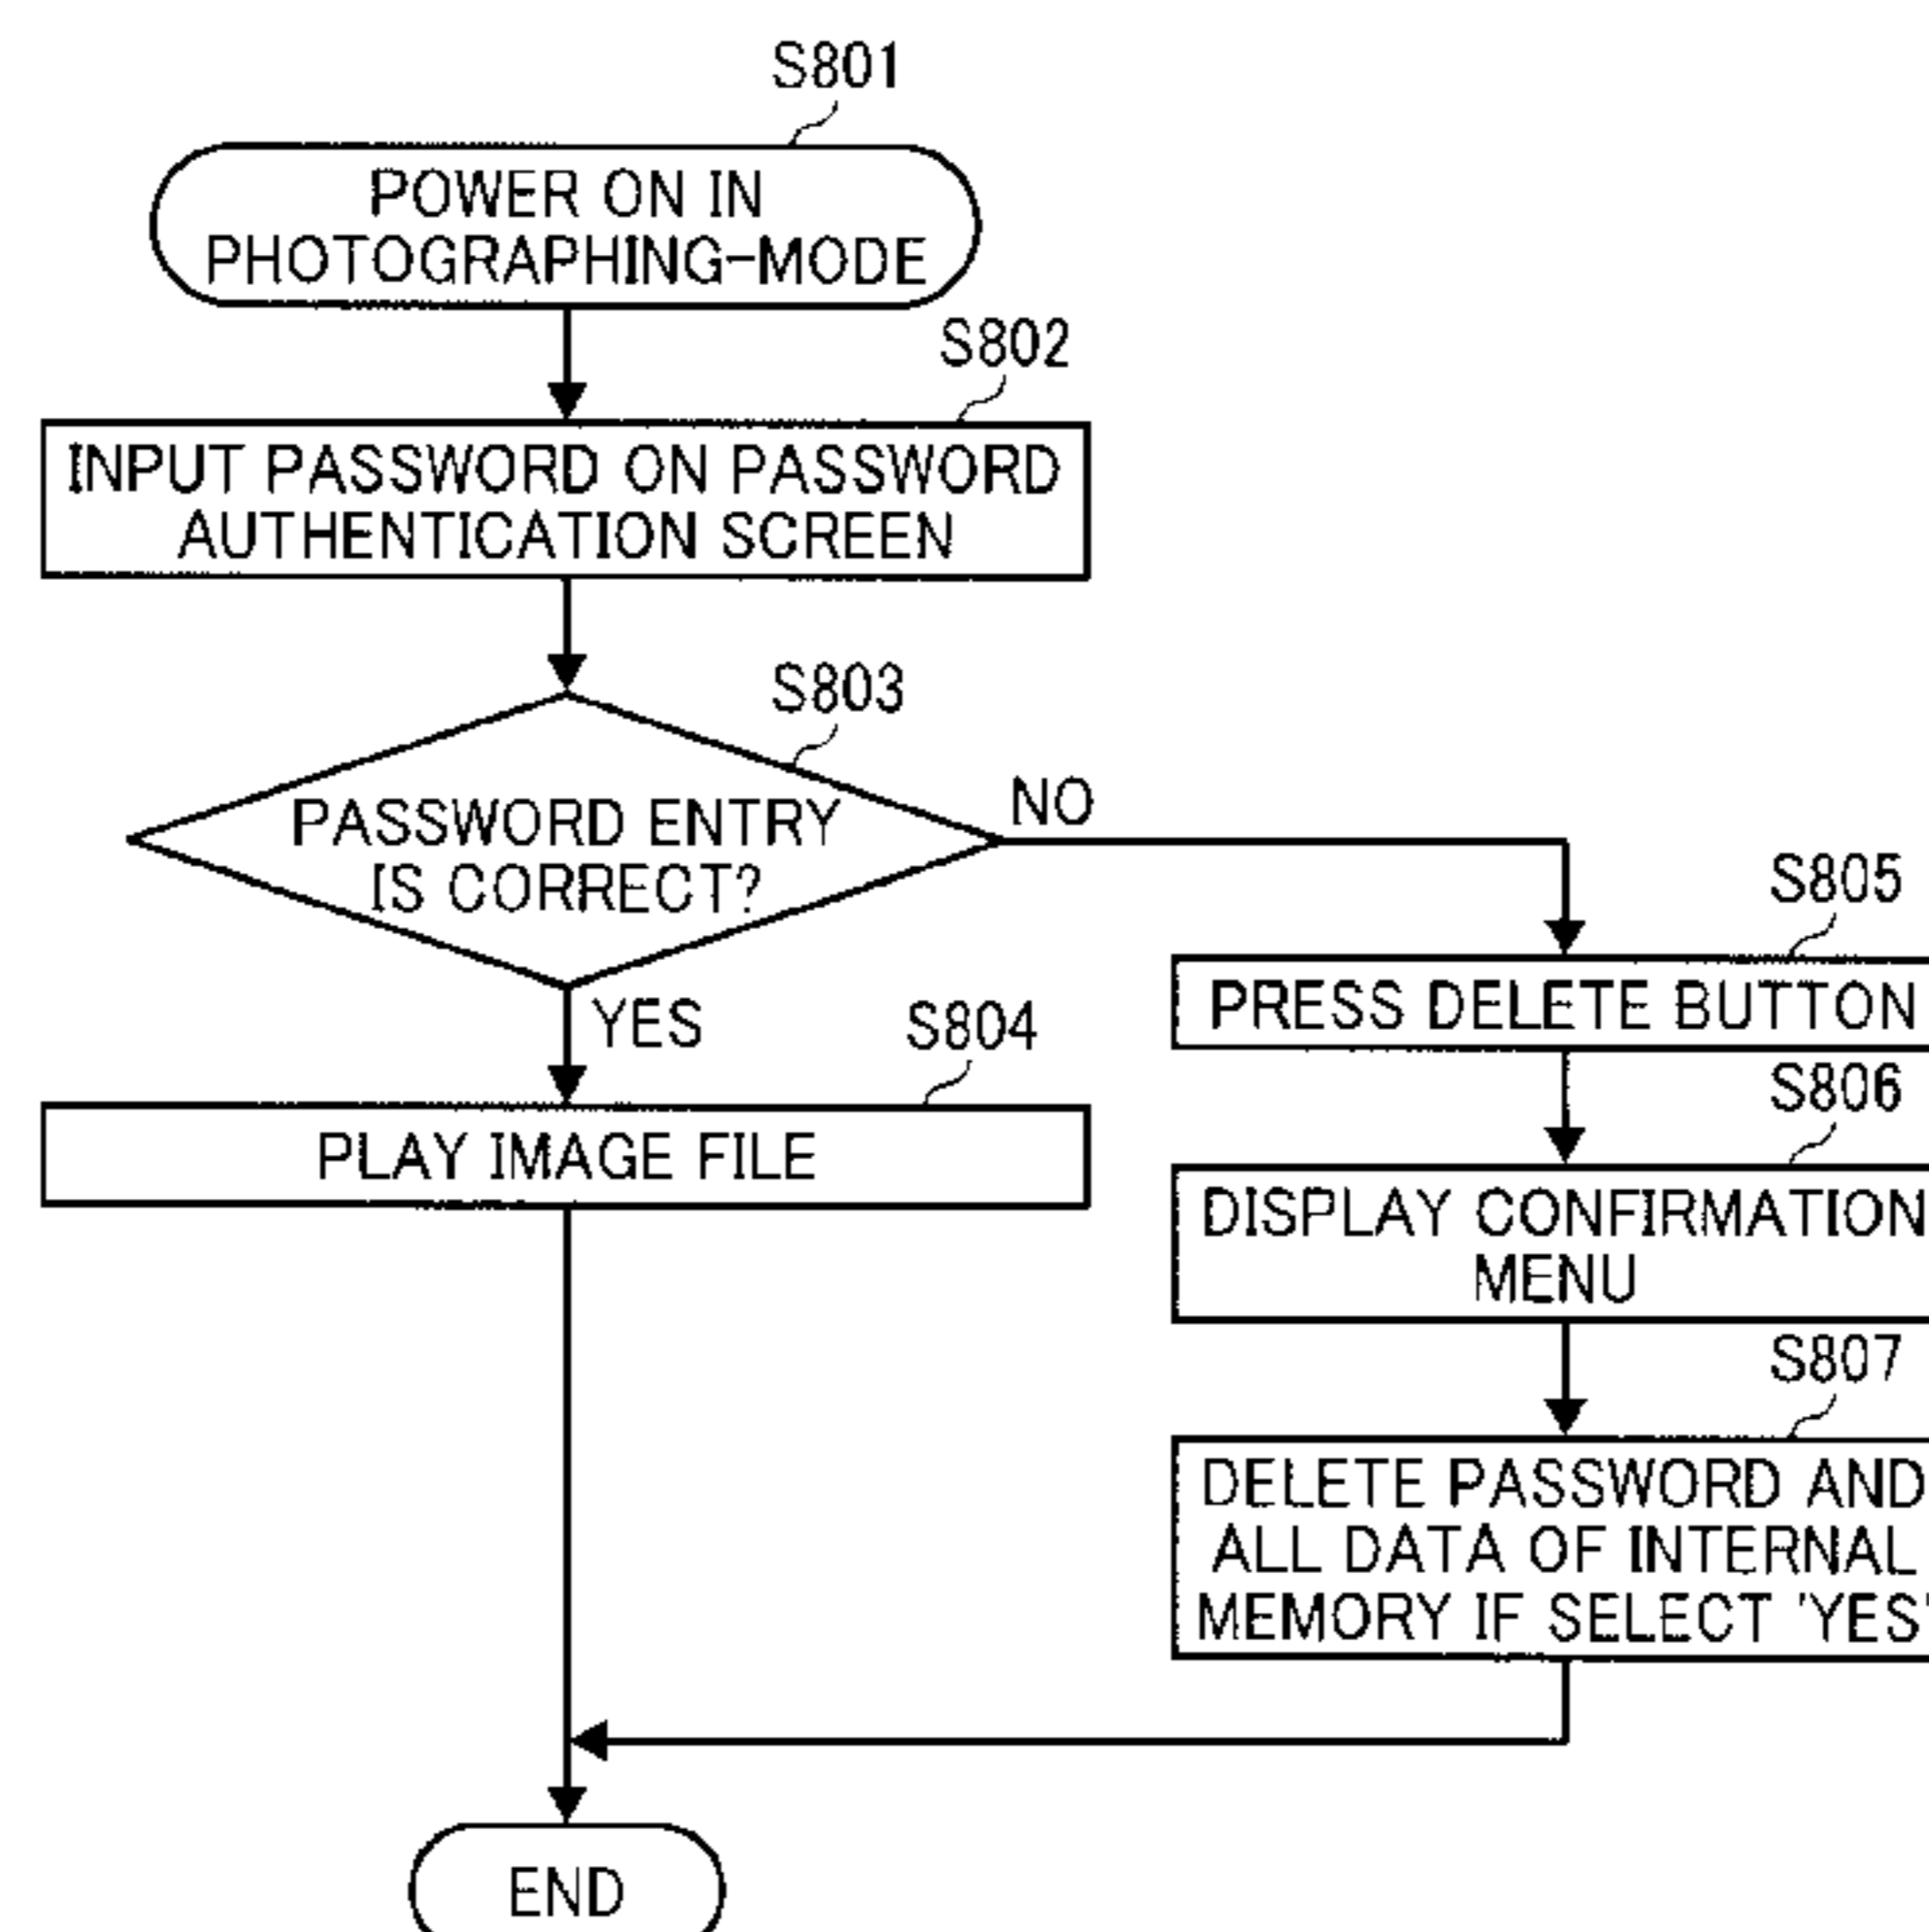 S801
POWER ON IN
PHOTOGRAPHING-MODE
S802
INPUT PASSWORD ON PASSWORD
AUTHENTICATION SCREEN
S803
PASSWORD ENTRY
IS CORRECT?
NO
YES
S804
PLAY IMAGE FILE
S805
PRESS DELETE BUTTON
S806
DISPLAY CONFIRMATION
MENU
S807
DELETE PASSWORD AND
ALL DATA OF INTERNAL
MEMORY IF SELECT 'YES'
END